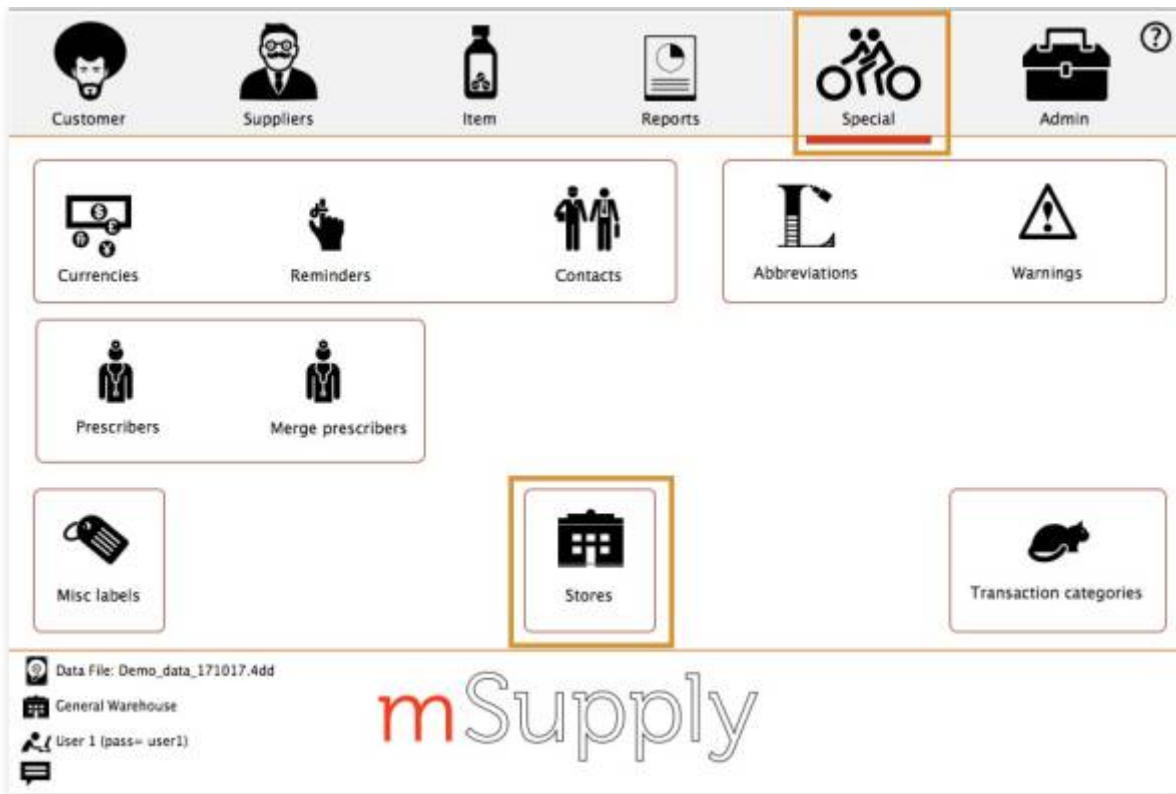 Customer Suppliers Item Reports Special Admin ?
Currencies Reminders Contacts Abbreviations Warnings
Prescribers Merge prescribers
Misc labels Stores Transaction categories
Data File: Demo_data_171017.4dd
General Warehouse
User 1 (pass= user1)
mSupply